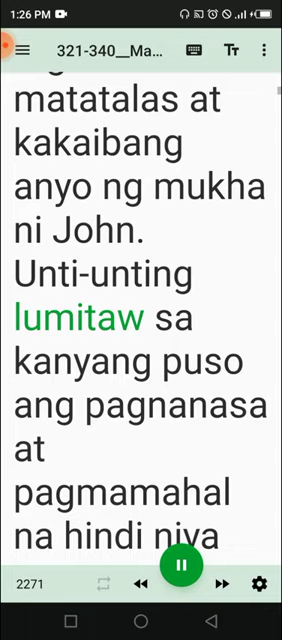 1:26 PM
321-340__Ma...
matatalas at
kakaibang
anyo ng mukha
ni John.
Unti-unting
lumitaw sa
kanyang puso
ang pagnanasa
at
pagmamahal
na hindi niya
2271